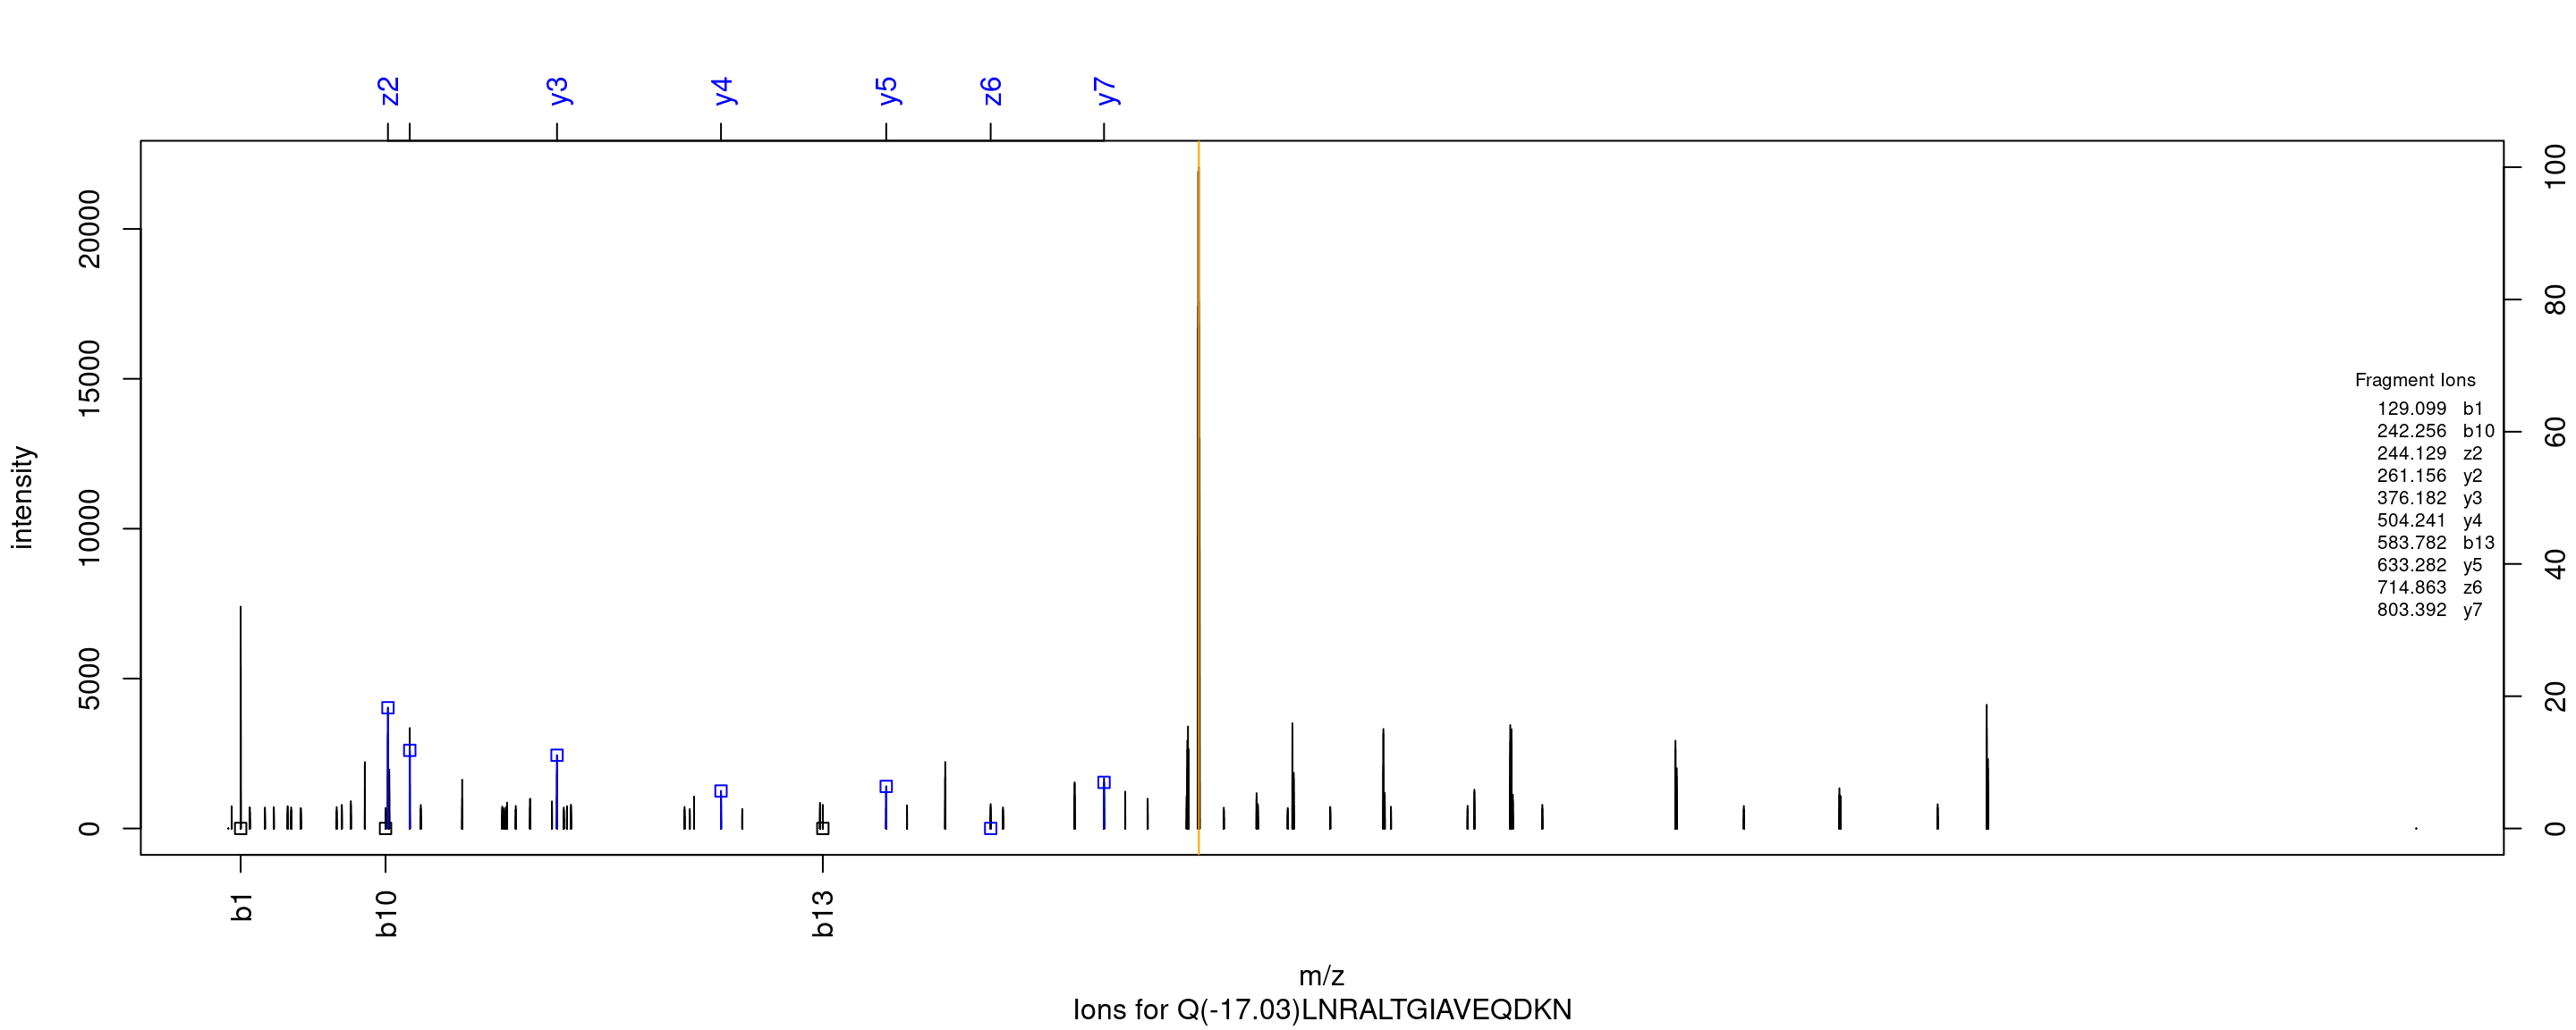 z2 y3 y4 y5 z6 y7
20000 15000 10000 5000 0
intensity
100 80 60 40 20 0
Fragment Ions
129.099 b1
242.256 b10
244.129 z2
261.156 y2
376.182 y3
504.241 y4
583.782 b13
633.282 y5
714.863 z6
803.392 y7
b1 b10 b13
m/z
Ions for Q(-17.03)LNRALTGIAVEQDKN